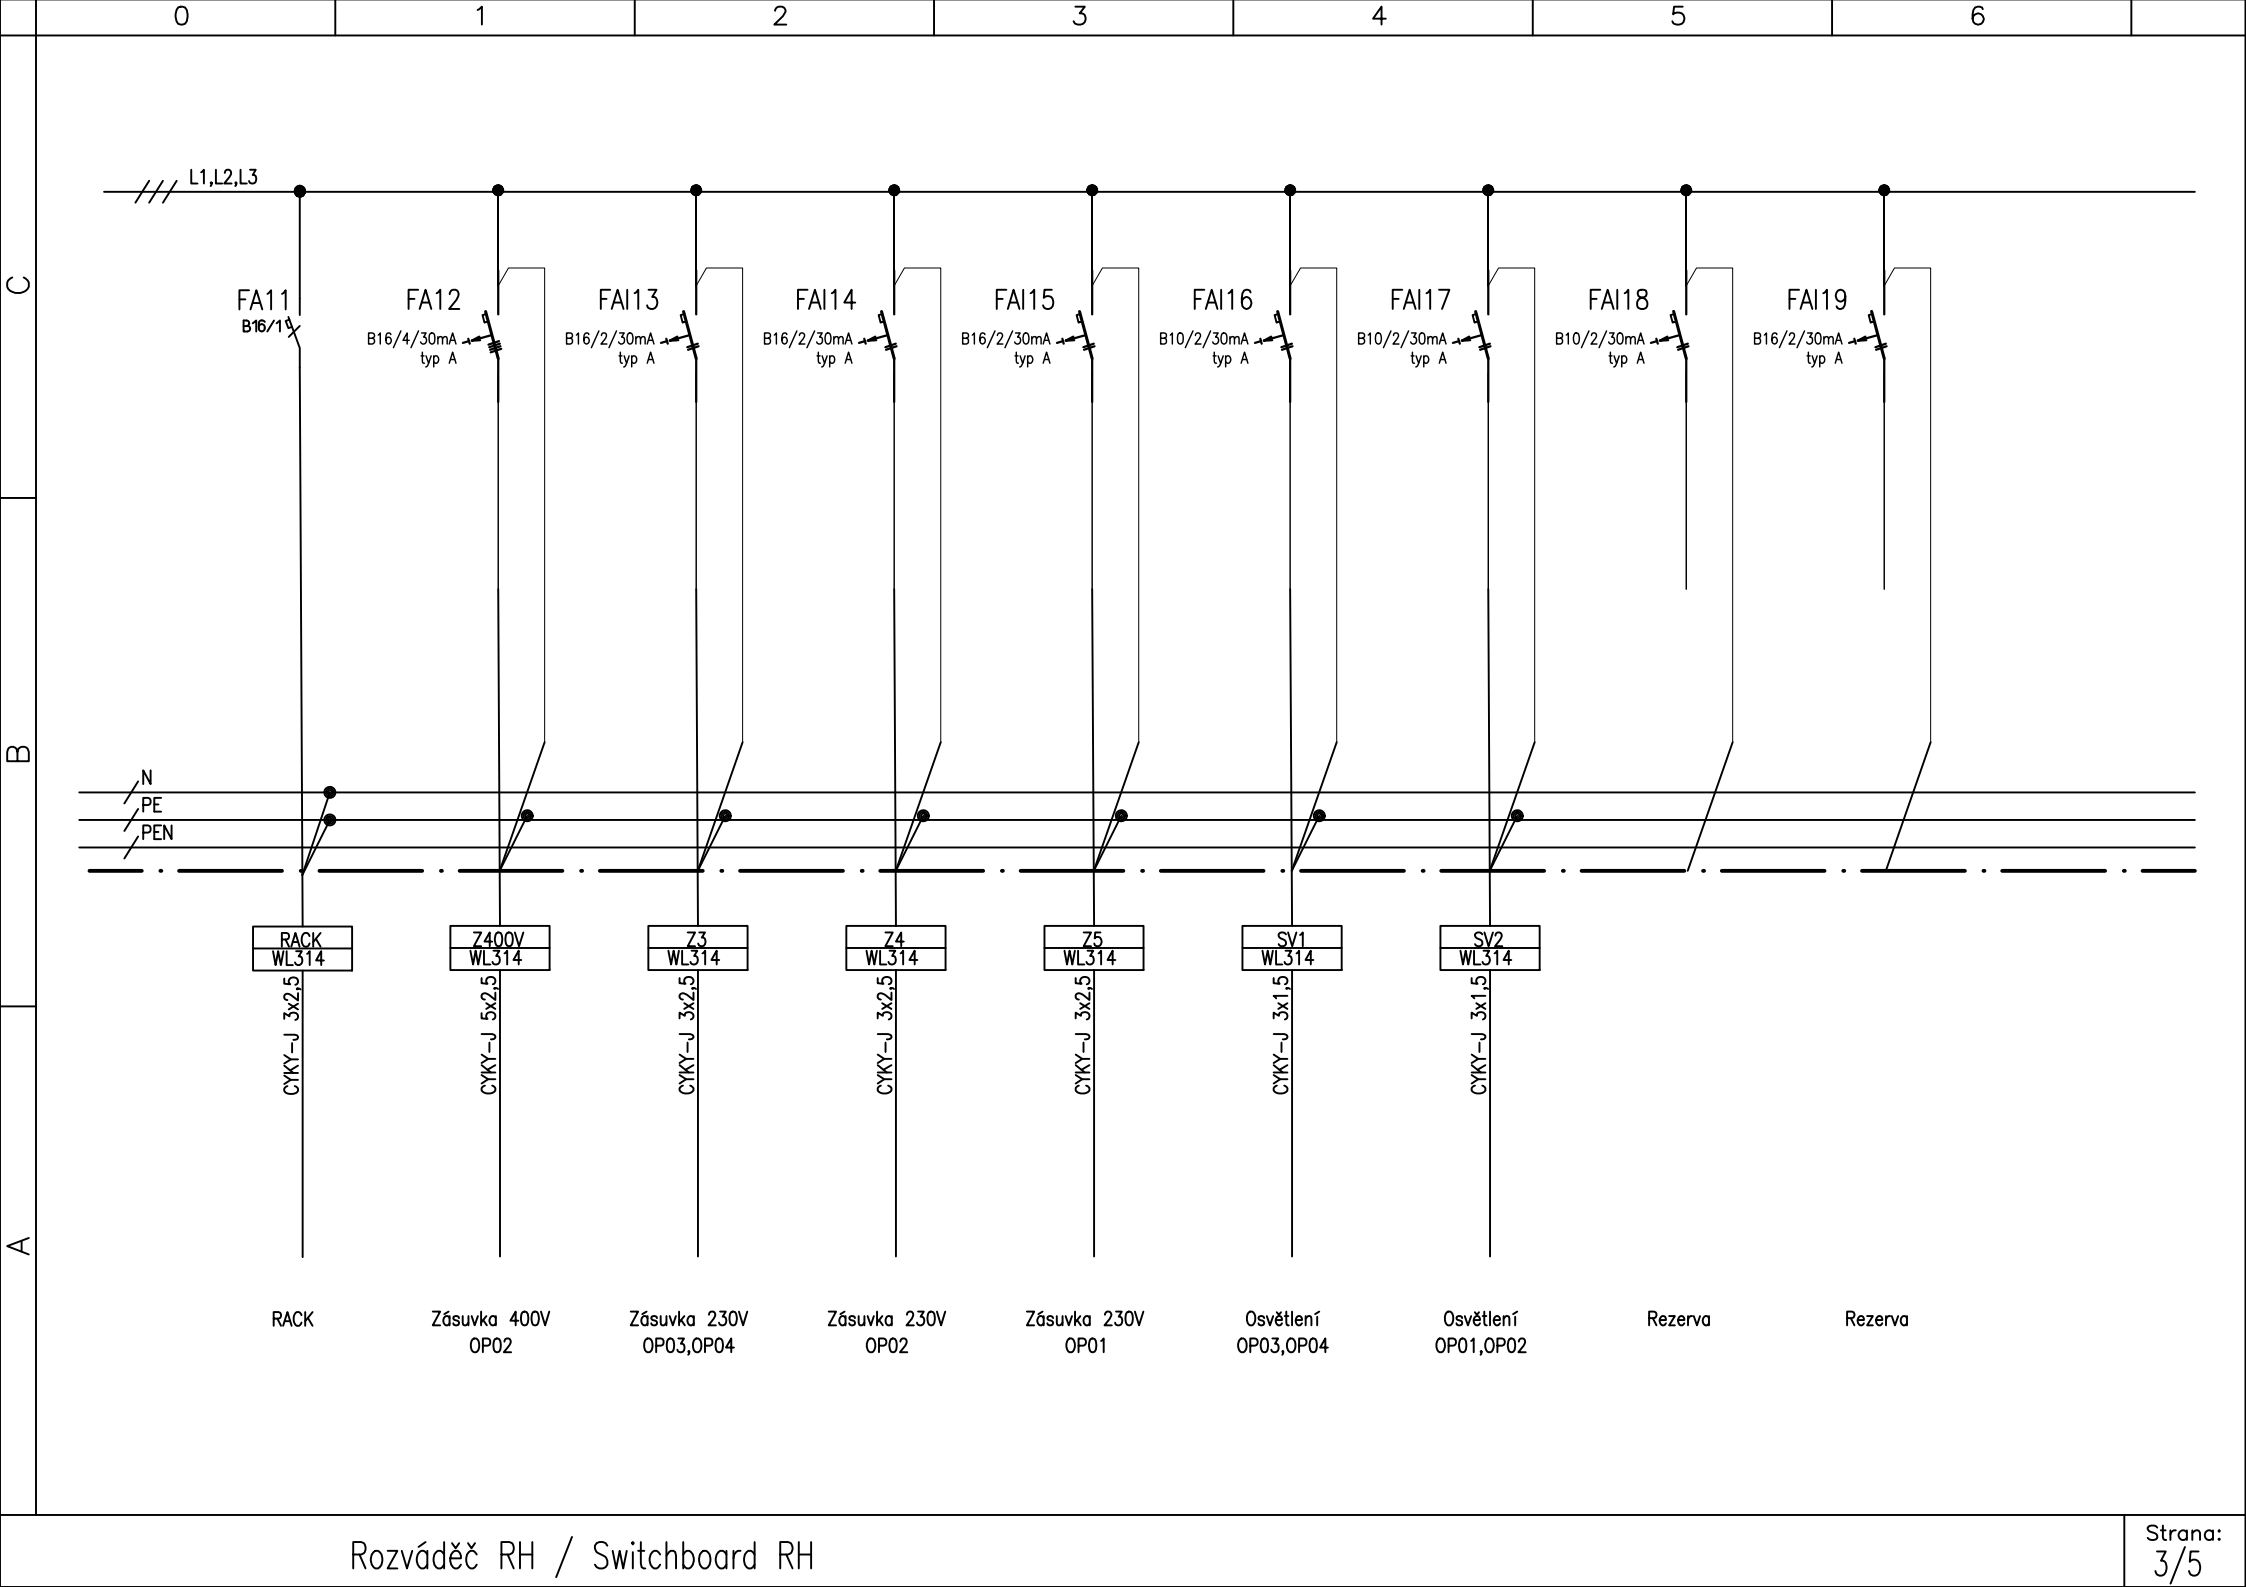 0 1 2 3 4 5 6
C
B
A
L1,L2,L3
FA11
B16/1
FA12
B16/4/30mA
typ A
FAI13
B16/2/30mA
typ A
FAI14
B16/2/30mA
typ A
FAI15
B16/2/30mA
typ A
FAI16
B10/2/30mA
typ A
FAI17
B10/2/30mA
typ A
FAI18
B10/2/30mA
typ A
FAI19
B16/2/30mA
typ A
N
PE
PEN
RACK
WL314
CYKY-J 3x2,5
Z400V
WL314
CYKY-J 5x2,5
Z3
WL314
CYKY-J 3x2,5
Z4
WL314
CYKY-J 3x2,5
Z5
WL314
CYKY-J 3x2,5
SV1
WL314
CYKY-J 3x1,5
SV2
WL314
CYKY-J 3x1,5
RACK
Zásuvka 400V
OP02
Zásuvka 230V
OP03,OP04
Zásuvka 230V
OP02
Zásuvka 230V
OP01
Osvětlení
OP03,OP04
Osvětlení
OP01,OP02
Rezerva
Rezerva
Rozváděč RH / Switchboard RH
Strana:
3/5